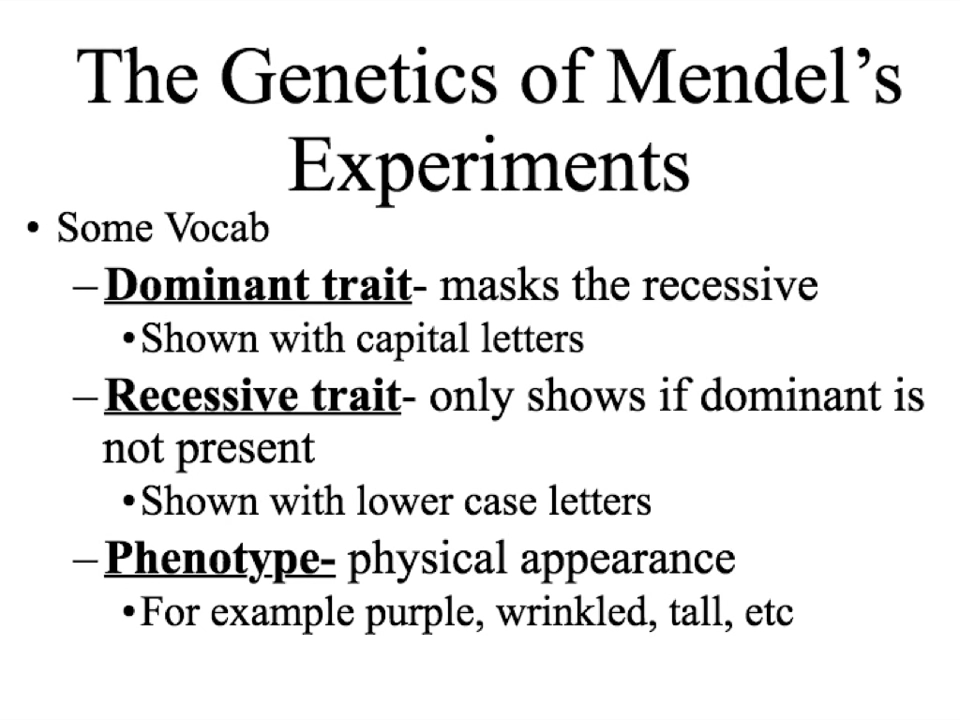 The Genetics of Mendel’s
Experiments
• Some Vocab
– Dominant trait- masks the recessive
• Shown with capital letters
– Recessive trait- only shows if dominant is
not present
• Shown with lower case letters
– Phenotype- physical appearance
• For example purple, wrinkled, tall, etc